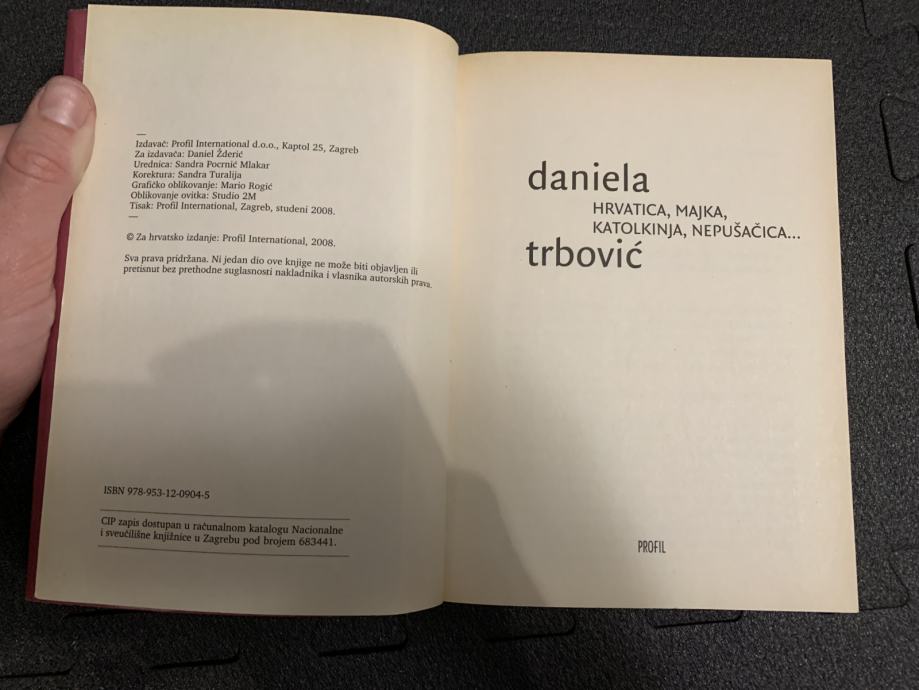 —
Izdavač: Profil International d.o.o., Kaptol 25, Zagreb
Za izdavača: Daniel Žderić
Urednica: Sandra Pocrnić Mlakar
Korektura: Sandra Turalija
Grafičko oblikovanje: Mario Rogić
Oblikovanje ovitka: Studio 2M
Tisak: Profil International, Zagreb, studeni 2008.
—
© Za hrvatsko izdanje: Profil International, 2008.
Sva prava pridržana. Ni jedan dio ove knjige ne može biti objavljen ili
pretisnut bez prethodne suglasnosti nakladnika i vlasnika autorskih prava.
ISBN 978-953-12-0904-5
CIP zapis dostupan u računalnom katalogu Nacionalne
i sveučilišne knjižnice u Zagrebu pod brojem 683441.
daniela
HRVATICA, MAJKA,
KATOLKINJA, NEPUŠAČICA...
trbović
PROFIL